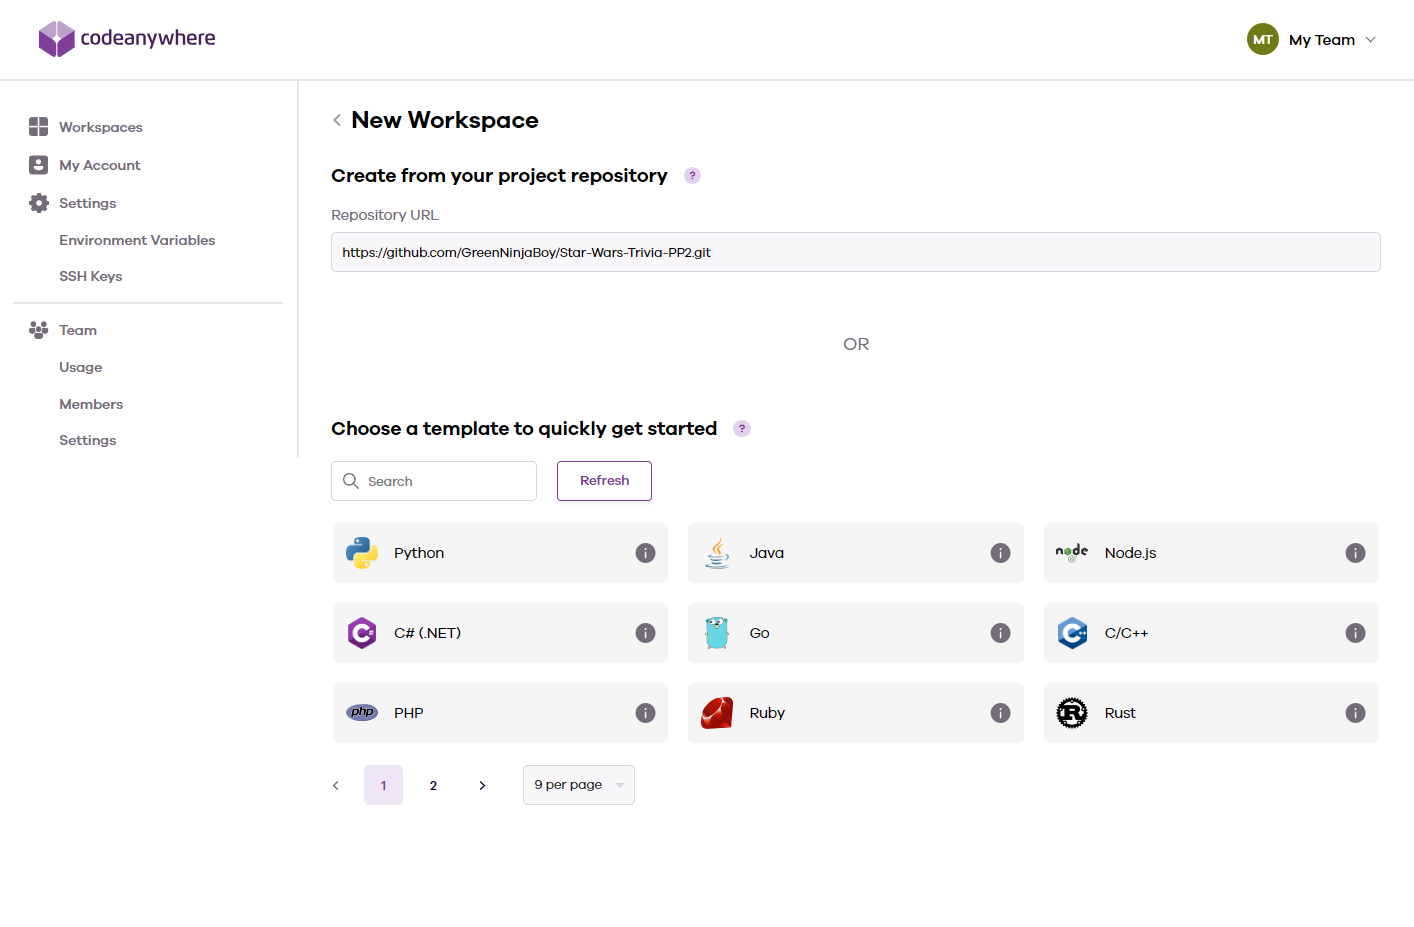 codeanywhere
MT My Team
Workspaces
My Account
Settings
Environment Variables
SSH Keys
Team
Usage
Members
Settings
New Workspace
Create from your project repository ?
Repository URL
https://github.com/GreenNinjaBoy/Star-Wars-Trivia-PP2.git
OR
Choose a template to quickly get started ?
Search Refresh
Python i Java i node Node.js i
C# C# (.NET) i Go i C++ C/C++ i
php PHP i Ruby i R Rust i
1 2 9 per page